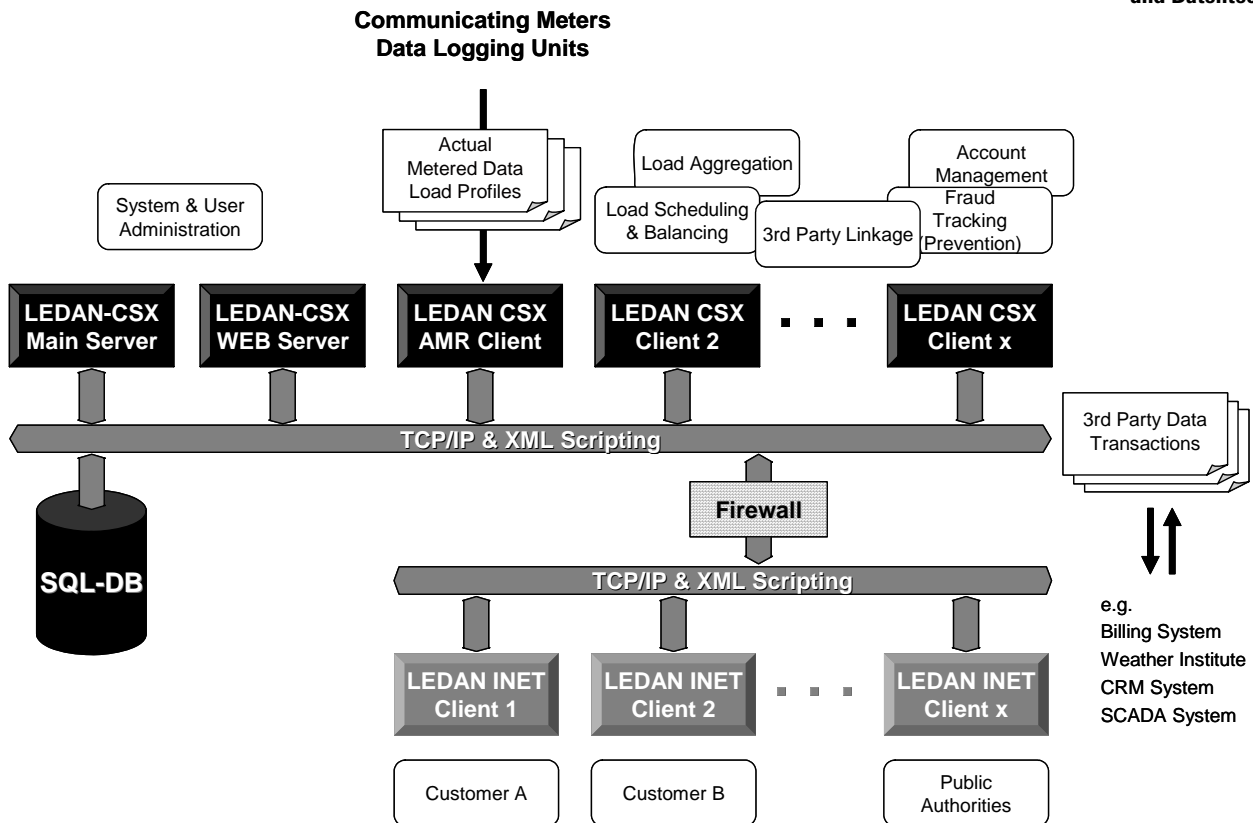 und Datentec
Communicating Meters
Data Logging Units
Actual
Metered Data
Load Profiles
Load Aggregation
Account
Management
System & User
Administration
Load Scheduling
& Balancing
3rd Party Linkage
Fraud
Tracking
(Prevention)
LEDAN-CSX
Main Server
LEDAN-CSX
WEB Server
LEDAN CSX
AMR Client
LEDAN CSX
Client 2
. . .
LEDAN CSX
Client x
TCP/IP & XML Scripting
3rd Party Data
Transactions
Firewall
SQL-DB
TCP/IP & XML Scripting
e.g.
Billing System
Weather Institute
CRM System
SCADA System
LEDAN INET
Client 1
LEDAN INET
Client 2
. . .
LEDAN INET
Client x
Customer A
Customer B
Public
Authorities